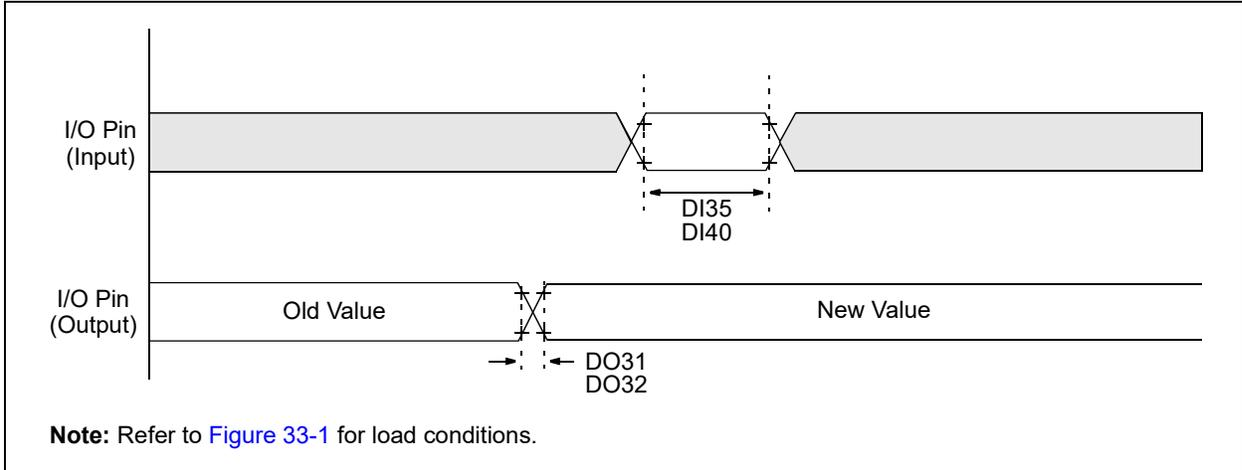 I/O Pin
(Input)
DI35
DI40
I/O Pin
(Output)
Old Value
New Value
DO31
DO32
Note: Refer to Figure 33-1 for load conditions.